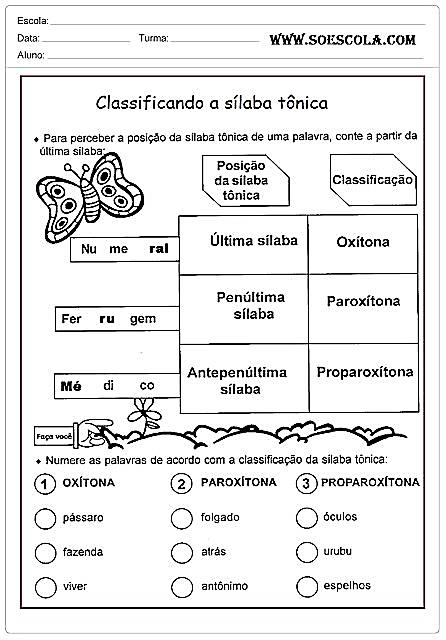 Escola:
Data: Turma: WWW.SOESCOLA.COM
Aluno:
Classificando a sílaba tônica
Para perceber a posição da sílaba tônica de uma palavra, conte a partir da
última sílaba:
Posição
da sílaba
tônica
Classificação
Nu me ral
Última sílaba
Oxítona
Fer ru gem
Penúltima
sílaba
Paroxítona
Mé di co
Antepenúltima
sílaba
Proparoxítona
Faça você
Numere as palavras de acordo com a classificação da sílaba tônica:
1 OXÍTONA 2 PAROXÍTONA 3 PROPAROXÍTONA
pássaro folgado óculos
fazenda atrás urubu
viver antônimo espelhos